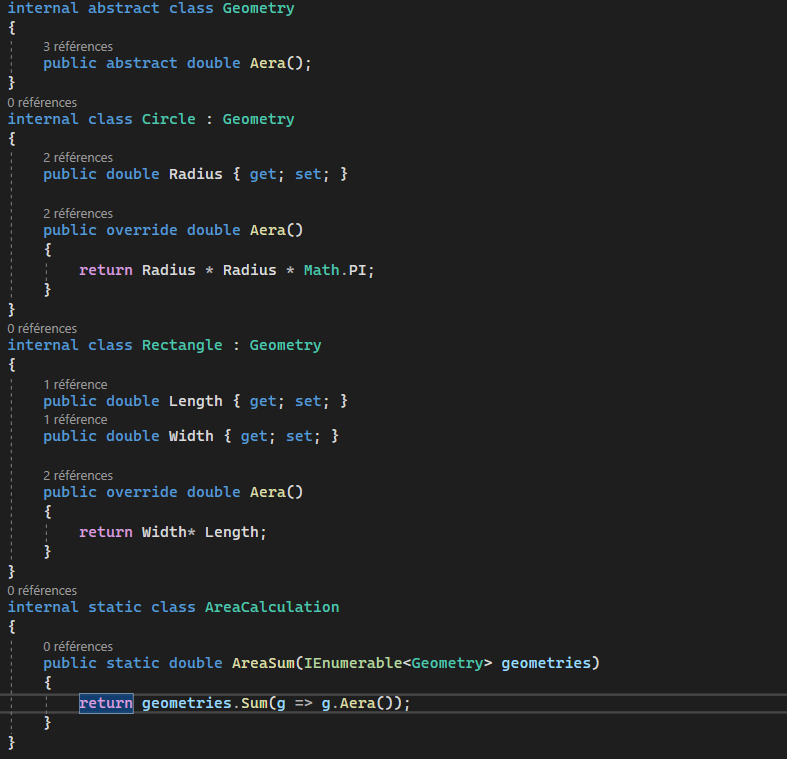 internal abstract class Geometry
{
3 références
public abstract double Aera();
}
0 références
internal class Circle : Geometry
{
2 références
public double Radius { get; set; }
2 références
public override double Aera()
{
return Radius * Radius * Math.PI;
}
}
0 références
internal class Rectangle : Geometry
{
1 référence
public double Length { get; set; }
1 référence
public double Width { get; set; }
2 références
public override double Aera()
{
return Width* Length;
}
}
0 références
internal static class AreaCalculation
{
0 références
public static double AreaSum(IEnumerable<Geometry> geometries)
{
return geometries.Sum(g => g.Aera());
}
}